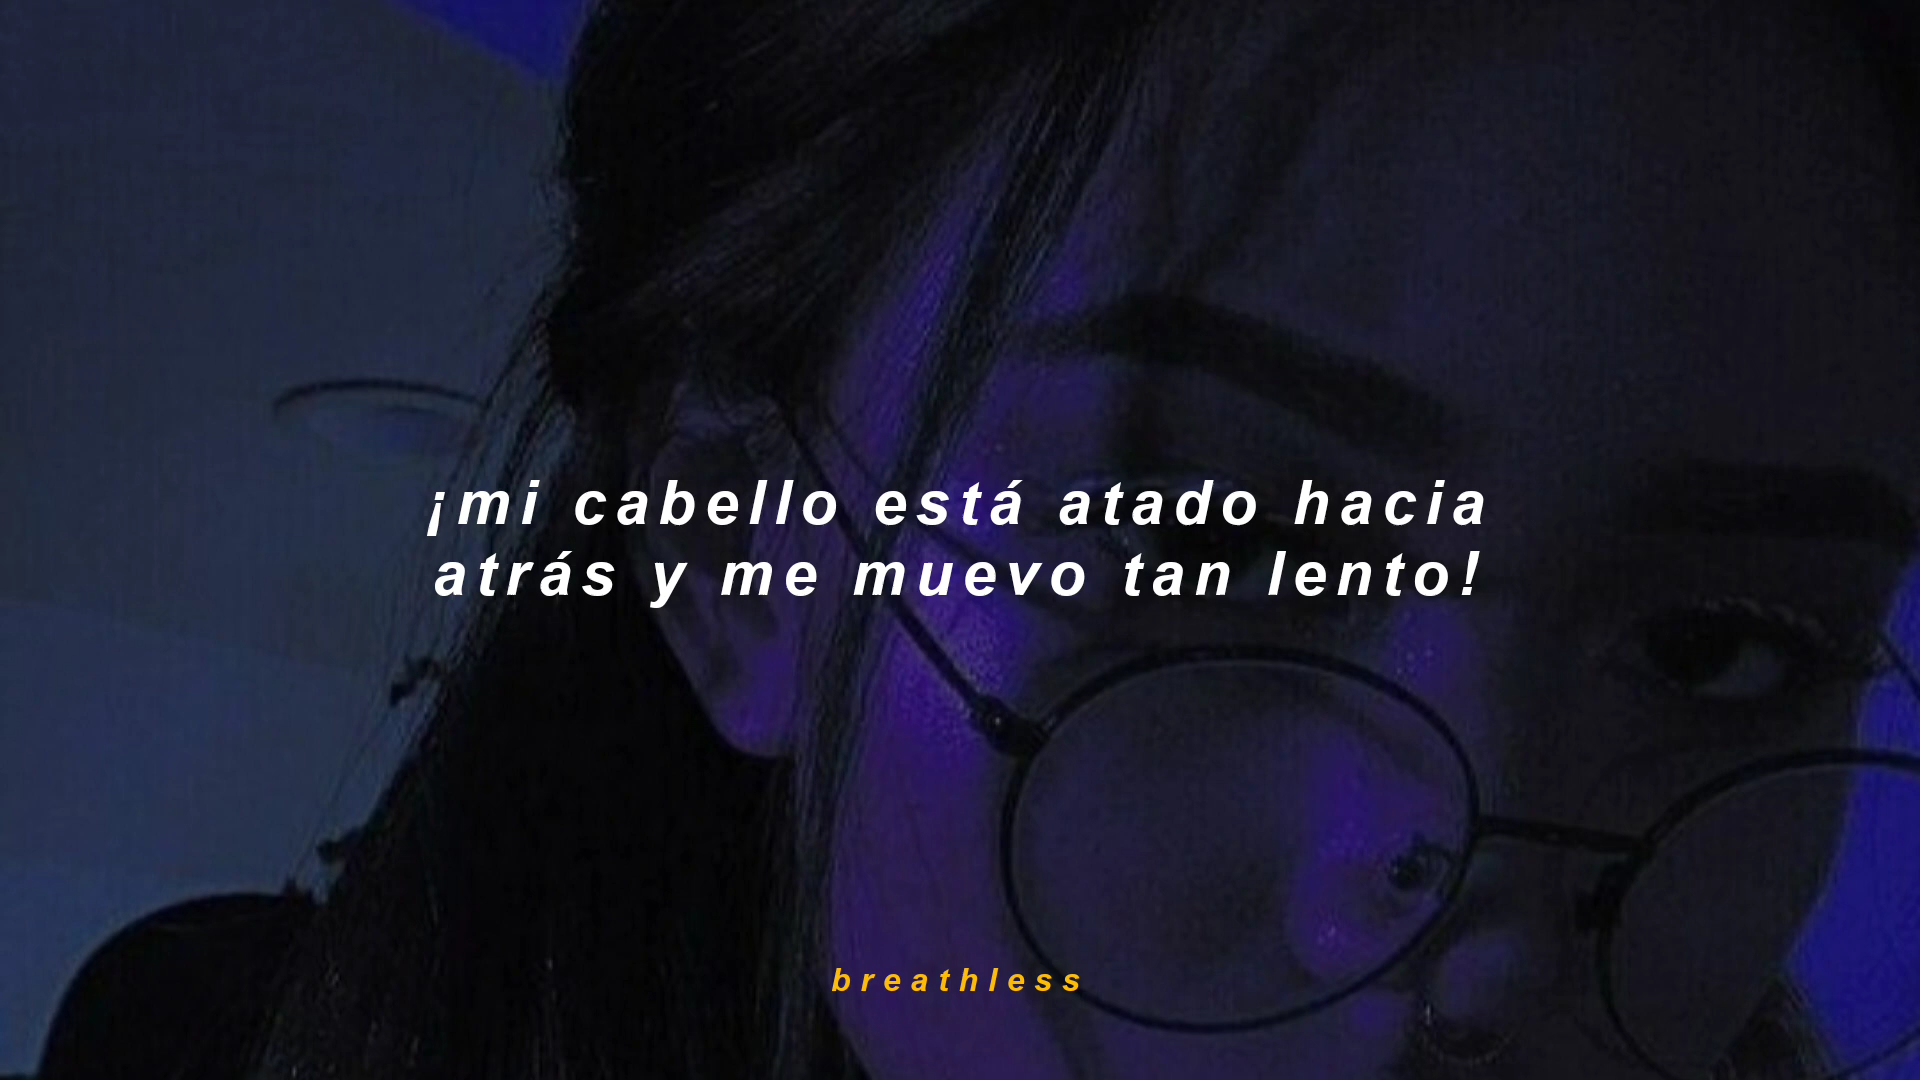 ¡mi cabello está atado hacia
atrás y me muevo tan lento!
breathless